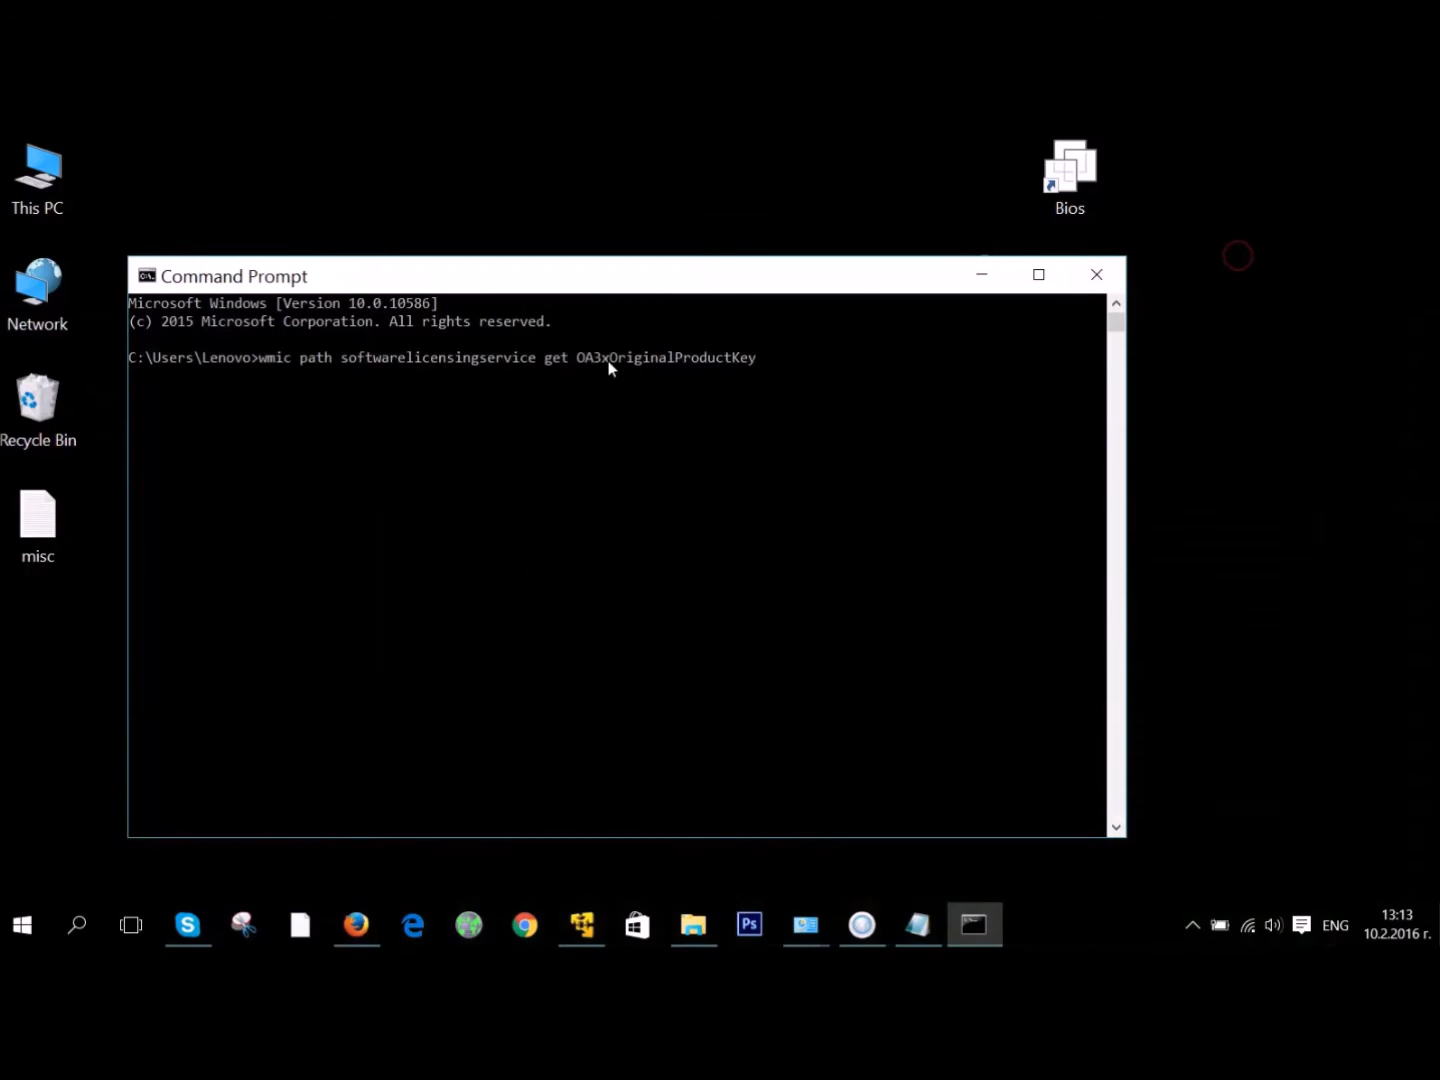 This PC
Bios
Network
Recycle Bin
misc
Command Prompt
Microsoft Windows [Version 10.0.10586]
(c) 2015 Microsoft Corporation. All rights reserved.
C:\Users\Lenovo>wmic path softwarelicensingservice get OA3xOriginalProductKey
Ps
ENG
13:13
10.2.2016 г.